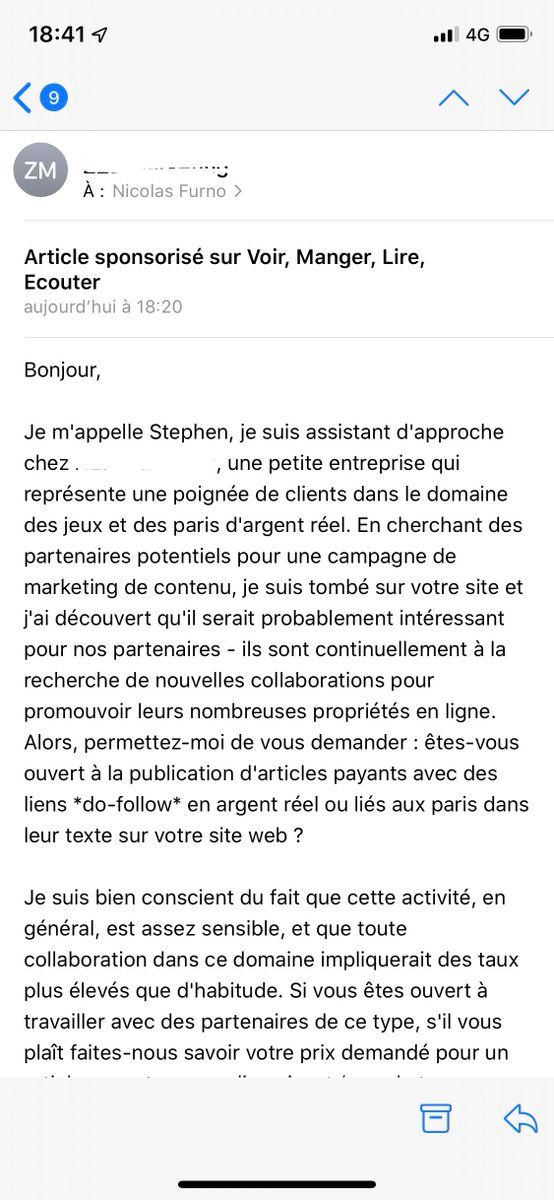 18:41
4G
9
ZM
À : Nicolas Furno
Article sponsorisé sur Voir, Manger, Lire,
Ecouter
aujourd'hui à 18:20
Bonjour,
Je m'appelle Stephen, je suis assistant d'approche
chez , une petite entreprise qui
représente une poignée de clients dans le domaine
des jeux et des paris d'argent réel. En cherchant des
partenaires potentiels pour une campagne de
marketing de contenu, je suis tombé sur votre site et
j'ai découvert qu'il serait probablement intéressant
pour nos partenaires - ils sont continuellement à la
recherche de nouvelles collaborations pour
promouvoir leurs nombreuses propriétés en ligne.
Alors, permettez-moi de vous demander : êtes-vous
ouvert à la publication d'articles payants avec des
liens *do-follow* en argent réel ou liés aux paris dans
leur texte sur votre site web ?
Je suis bien conscient du fait que cette activité, en
général, est assez sensible, et que toute
collaboration dans ce domaine impliquerait des taux
plus élevés que d'habitude. Si vous êtes ouvert à
travailler avec des partenaires de ce type, s'il vous
plaît faites-nous savoir votre prix demandé pour un